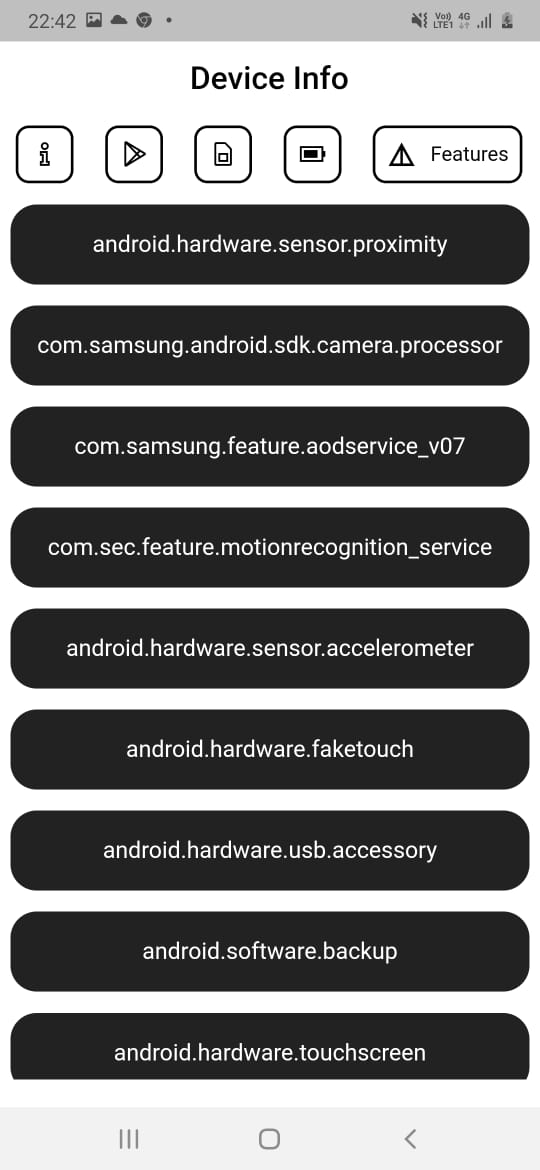 22:42
Vo)) 4G
LTE1
Device Info
Features
android.hardware.sensor.proximity
com.samsung.android.sdk.camera.processor
com.samsung.feature.aodservice_v07
com.sec.feature.motionrecognition_service
android.hardware.sensor.accelerometer
android.hardware.faketouch
android.hardware.usb.accessory
android.software.backup
android.hardware.touchscreen